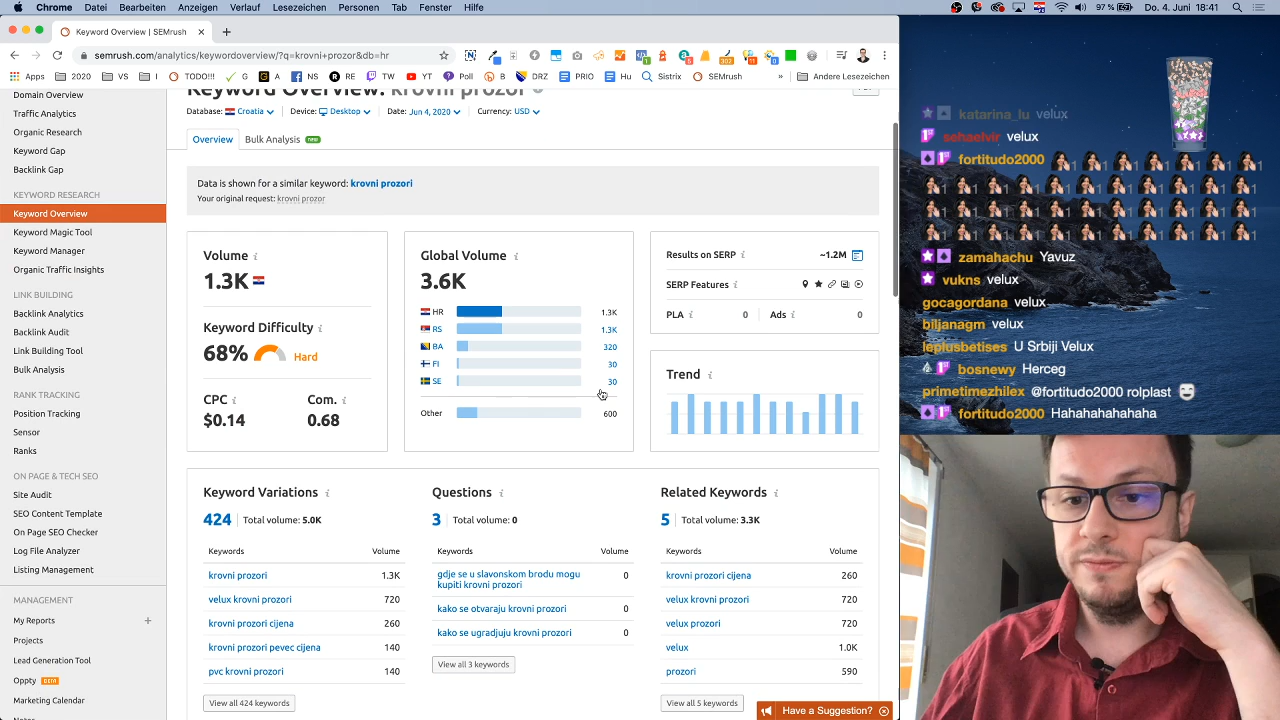 Chrome Datei Bearbeiten Anzeigen Verlauf Lesezeichen Personen Tab Fenster Hilfe
97 % Do. 4. Juni 18:41
Keyword Overview | SEMrush
semrush.com/analytics/keywordoverview/?q=krovni+prozor&db=hr
Apps 2020 VS I TODO!!! G A NS RE TW YT Poll B DRZ PRIO Hu Sistrix SEMrush » Andere Lesezeichen
Domain Overview
Traffic Analytics
Organic Research
Keyword Gap
Backlink Gap
KEYWORD RESEARCH
Keyword Overview
Keyword Magic Tool
Keyword Manager
Organic Traffic Insights
LINK BUILDING
Backlink Analytics
Backlink Audit
Link Building Tool
Bulk Analysis
RANK TRACKING
Position Tracking
Sensor
Ranks
ON PAGE & TECH SEO
Site Audit
SEO Content Template
On Page SEO Checker
Log File Analyzer
Listing Management
MANAGEMENT
My Reports +
Projects
Lead Generation Tool
Oppty BETA
Marketing Calendar
Notes
Keyword Overview: krovni prozor
Database: Croatia Device: Desktop Date: Jun 4, 2020 Currency: USD
Overview Bulk Analysis new
Data is shown for a similar keyword: krovni prozori
Your original request: krovni prozor
Volume
1.3K
Keyword Difficulty
68% Hard
CPC Com.
$0.14 0.68
Global Volume
3.6K
HR 1.3K
RS 1.3K
BA 320
FI 30
SE 30
Other 600
Results on SERP ~1.2M
SERP Features
PLA 0 Ads 0
Trend
Keyword Variations
424 Total volume: 5.0K
Keywords Volume
krovni prozori 1.3K
velux krovni prozori 720
krovni prozori cijena 260
krovni prozori pevec cijena 140
pvc krovni prozori 140
View all 424 keywords
Questions
3 Total volume: 0
Keywords Volume
gdje se u slavonskom brodu mogu 0
kupiti krovni prozori
kako se otvaraju krovni prozori 0
kako se ugradjuju krovni prozori 0
View all 3 keywords
Related Keywords
5 Total volume: 3.3K
Keywords Volume
krovni prozori cijena 260
velux krovni prozori 720
velux prozori 720
velux 1.0K
prozori 590
View all 5 keywords
Have a Suggestion?
katarina_lu velux
sehaelvir velux
fortitudo2000
zamahachu Yavuz
vukns velux
gocagordana velux
biljanagm velux
leplusbetises U Srbiji Velux
bosnewy Herceg
primetimezhilex @fortitudo2000 rolplast
fortitudo2000 Hahahahahahaha